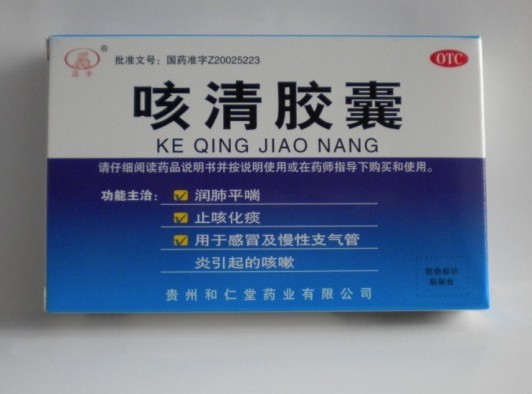 批准文号：国药准字Z20025223
OTC
咳清胶囊
KE QING JIAO NANG
请仔细阅读药品说明书并按说明使用或在药师指导下购买和使用。
功能主治：
润肺平喘
止咳化痰
用于感冒及慢性支气管
炎引起的咳嗽
贵州和仁堂药业有限公司